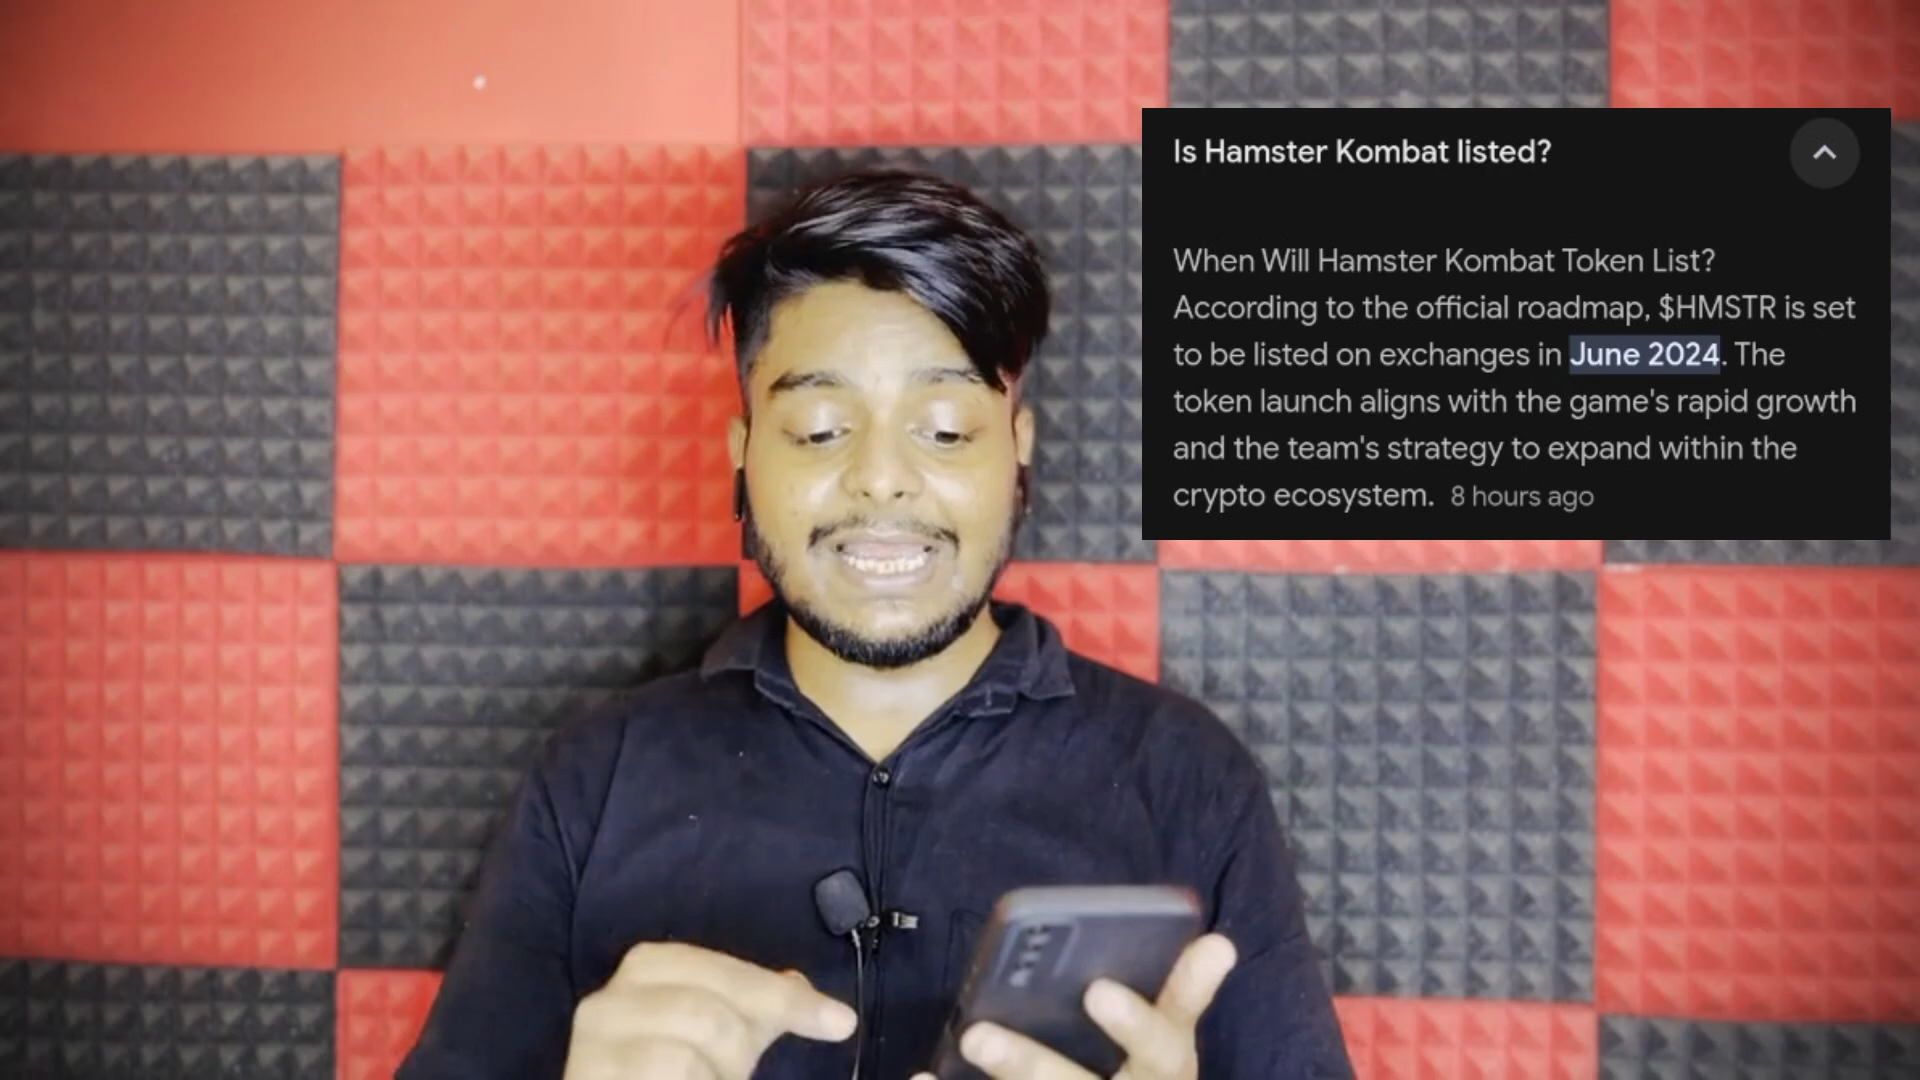 Is Hamster Kombat listed?
When Will Hamster Kombat Token List?
According to the official roadmap, $HMSTR is set
to be listed on exchanges in June 2024. The
token launch aligns with the game's rapid growth
and the team's strategy to expand within the
crypto ecosystem. 8 hours ago